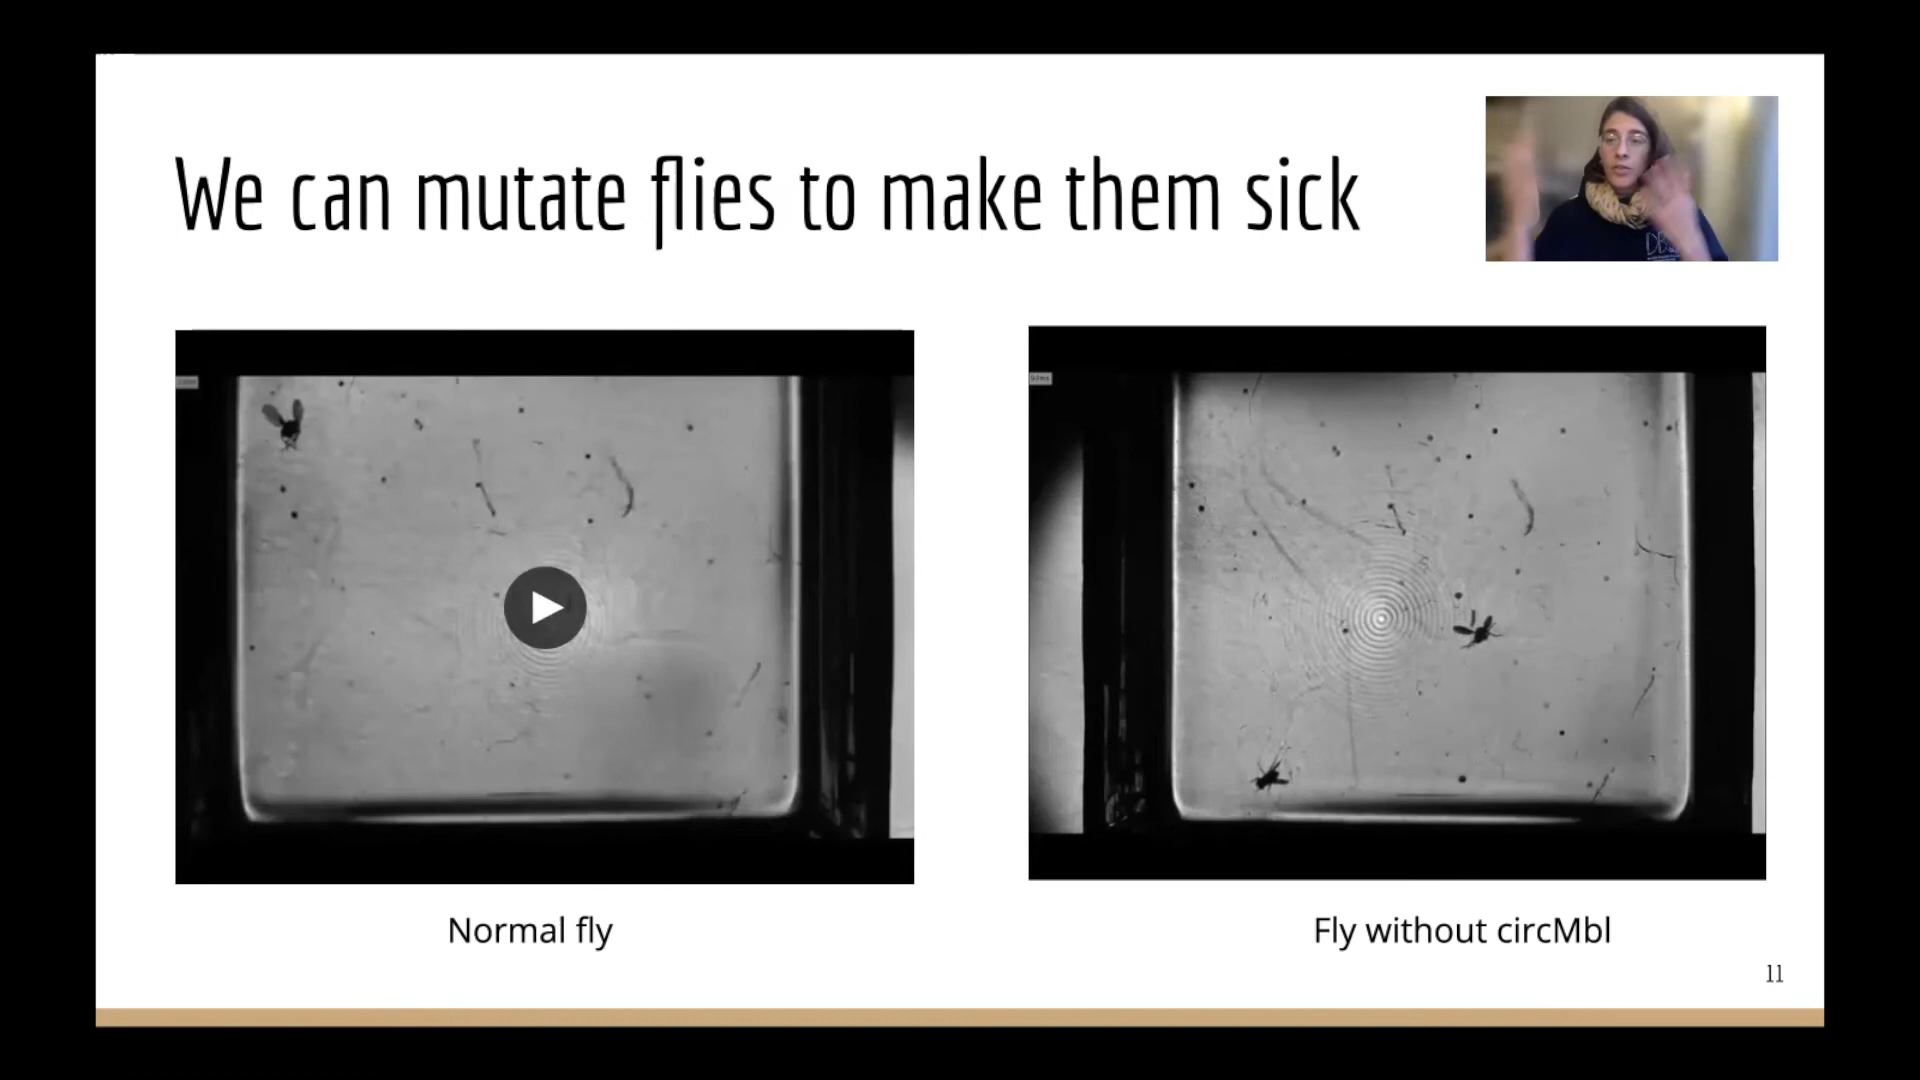 We can mutate flies to make them sick
Normal fly
Fly without circMbl
11